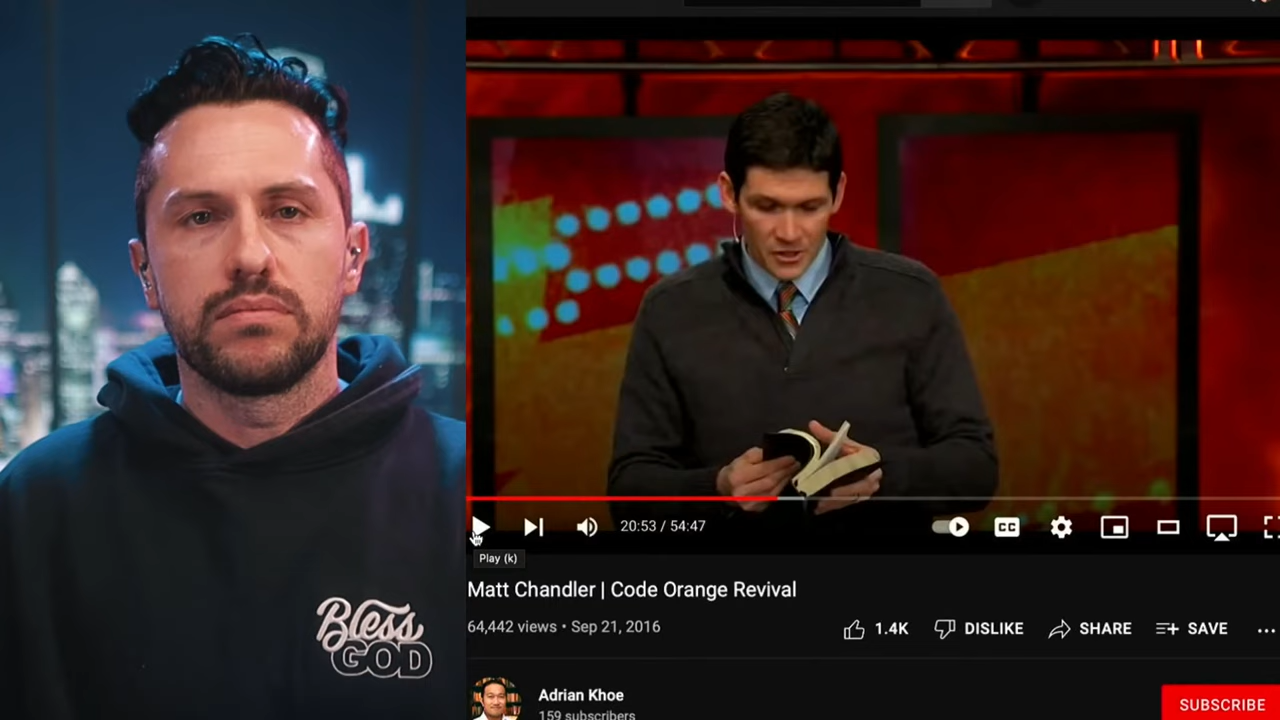 Bless
GOD
20:53 / 54:47
CC
Play (k)
Matt Chandler | Code Orange Revival
64,442 views • Sep 21, 2016
1.4K
DISLIKE
SHARE
SAVE
Adrian Khoe
159 subscribers
SUBSCRIBE